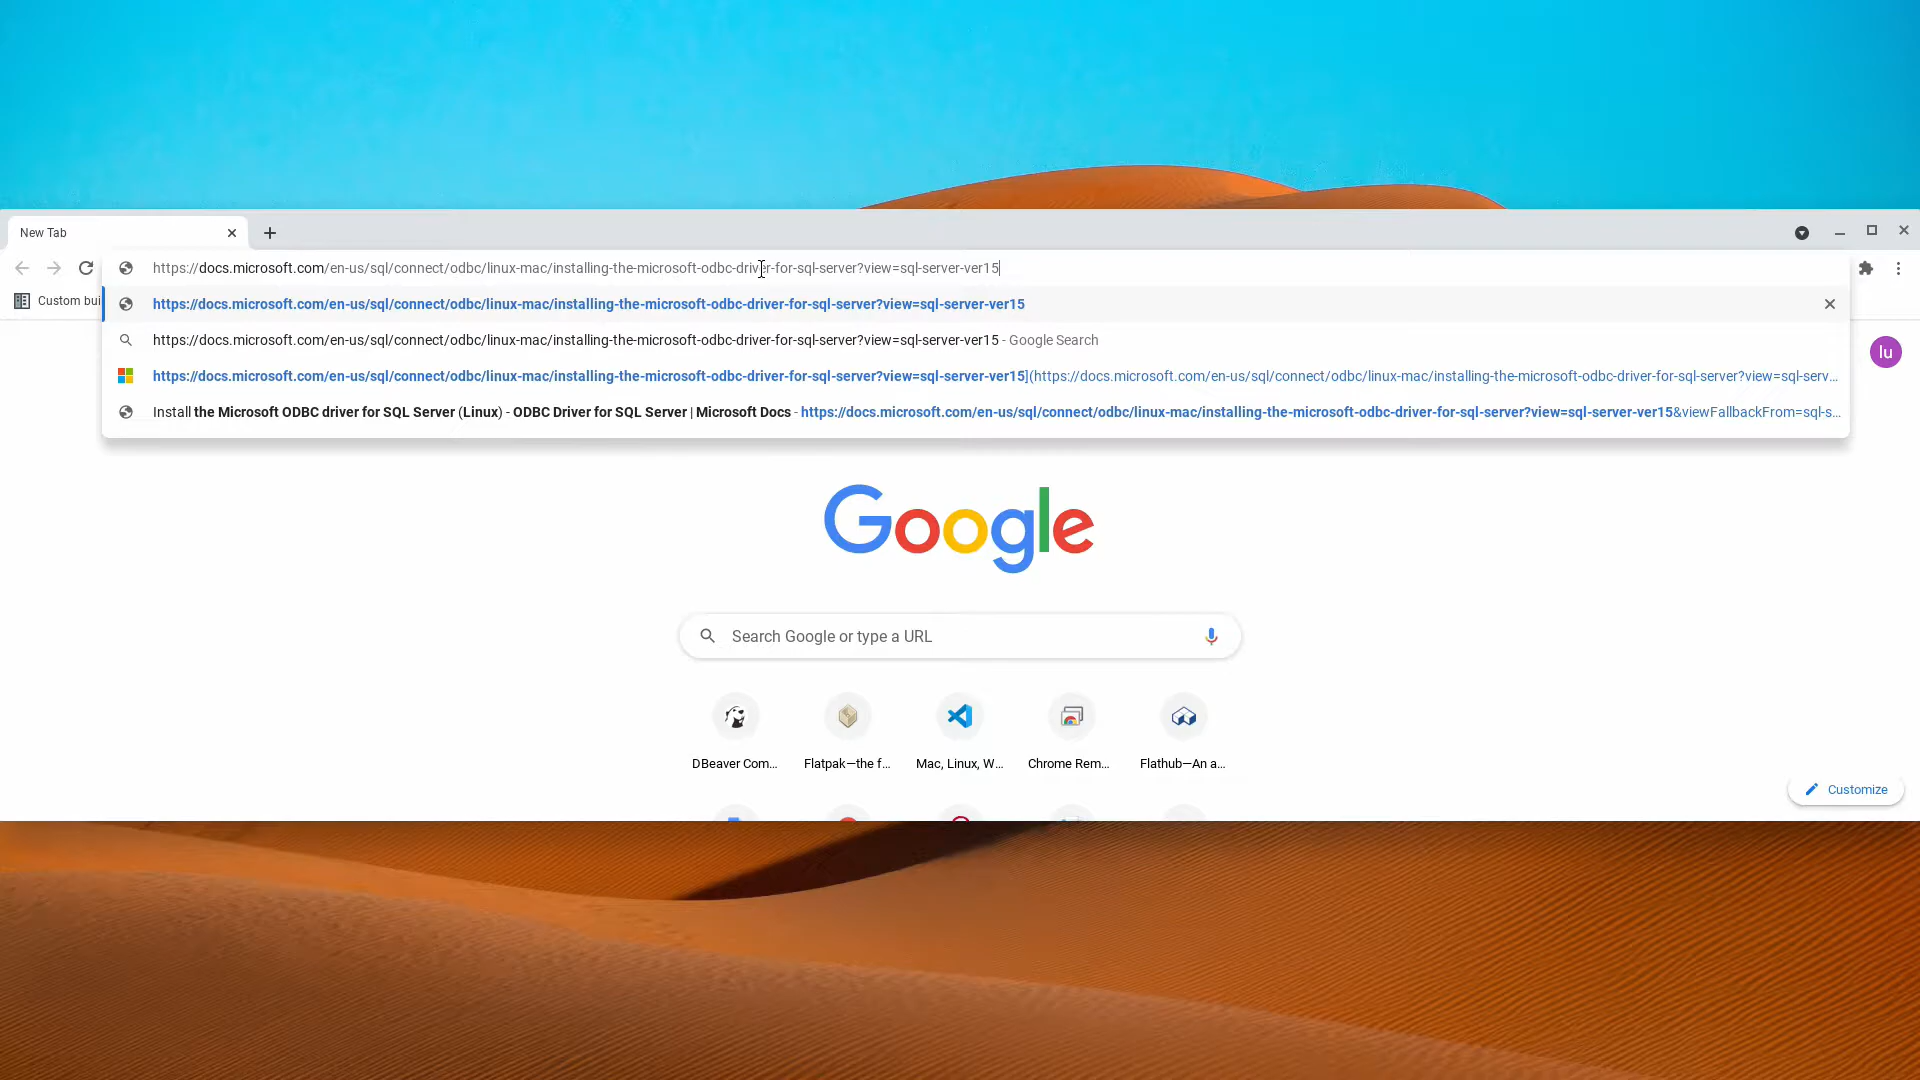 New Tab
https://docs.microsoft.com/en-us/sql/connect/odbc/linux-mac/installing-the-microsoft-odbc-driver-for-sql-server?view=sql-server-ver15
Custom bui
https://docs.microsoft.com/en-us/sql/connect/odbc/linux-mac/installing-the-microsoft-odbc-driver-for-sql-server?view=sql-server-ver15
https://docs.microsoft.com/en-us/sql/connect/odbc/linux-mac/installing-the-microsoft-odbc-driver-for-sql-server?view=sql-server-ver15 - Google Search
lu
https://docs.microsoft.com/en-us/sql/connect/odbc/linux-mac/installing-the-microsoft-odbc-driver-for-sql-server?view=sql-server-ver15](https://docs.microsoft.com/en-us/sql/connect/odbc/linux-mac/installing-the-microsoft-odbc-driver-for-sql-server?view=sql-serv...
Install the Microsoft ODBC driver for SQL Server (Linux) - ODBC Driver for SQL Server | Microsoft Docs - https://docs.microsoft.com/en-us/sql/connect/odbc/linux-mac/installing-the-microsoft-odbc-driver-for-sql-server?view=sql-server-ver15&viewFallbackFrom=sql-s...
Google
Search Google or type a URL
DBeaver Com... Flatpak—the f... Mac, Linux, W... Chrome Rem... Flathub—An a...
Customize